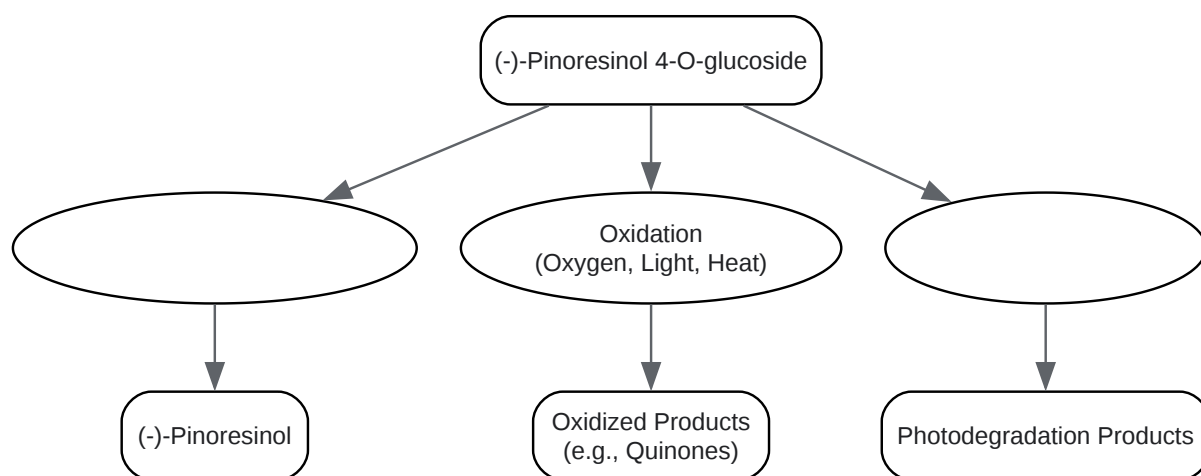 (-)-Pinoresinol 4-O-glucoside
Oxidation
(Oxygen, Light, Heat)
(-)-Pinoresinol
Oxidized Products
(e.g., Quinones)
Photodegradation Products